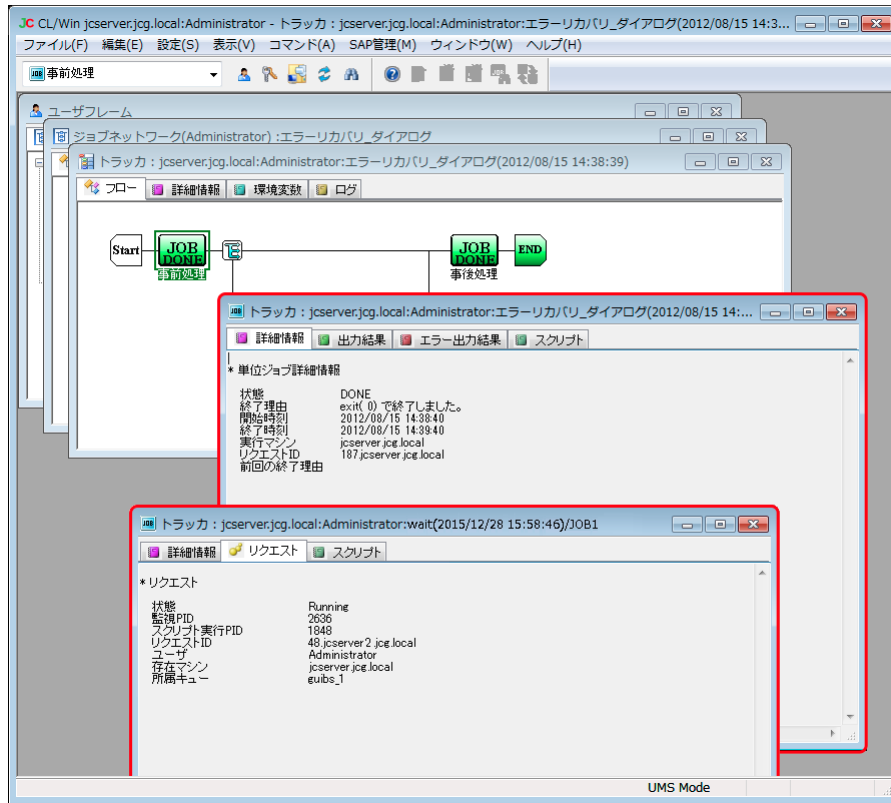 JC CL/Win jcserver.jcg.local:Administrator - トラッカ : jcserver.jcg.local:Administrator:エラーリカバリ_ダイアログ(2012/08/15 14:3...
ファイル(F) 編集(E) 設定(S) 表示(V) コマンド(A) SAP管理(M) ウィンドウ(W) ヘルプ(H)
JOB 事前処理
ユーザフレーム
ジョブネットワーク(Administrator) :エラーリカバリ_ダイアログ
トラッカ : jcserver.jcg.local:Administrator:エラーリカバリ_ダイアログ(2012/08/15 14:38:39)
フロー 詳細情報 環境変数 ログ
Start JOB DONE JOB DONE END
事前処理 事後処理
トラッカ : jcserver.jcg.local:Administrator:エラーリカバリ_ダイアログ(2012/08/15 14:...
詳細情報 出力結果 エラー出力結果 スクリプト
* 単位ジョブ詳細情報
状態 DONE
終了理由 exit( 0) で終了しました。
開始時刻 2012/08/15 14:38:40
終了時刻 2012/08/15 14:39:40
実行マシン jcserver.jcg.local
リクエストID 187.jcserver.jcg.local
前回の終了理由
トラッカ : jcserver.jcg.local:Administrator:wait(2015/12/28 15:58:46)/JOB1
詳細情報 リクエスト スクリプト
* リクエスト
状態 Running
監視PID 2636
スクリプト実行PID 1848
リクエストID 48.jcserver2.jcg.local
ユーザ Administrator
存在マシン jcserver.jcg.local
所属キュー guibs_1
UMS Mode